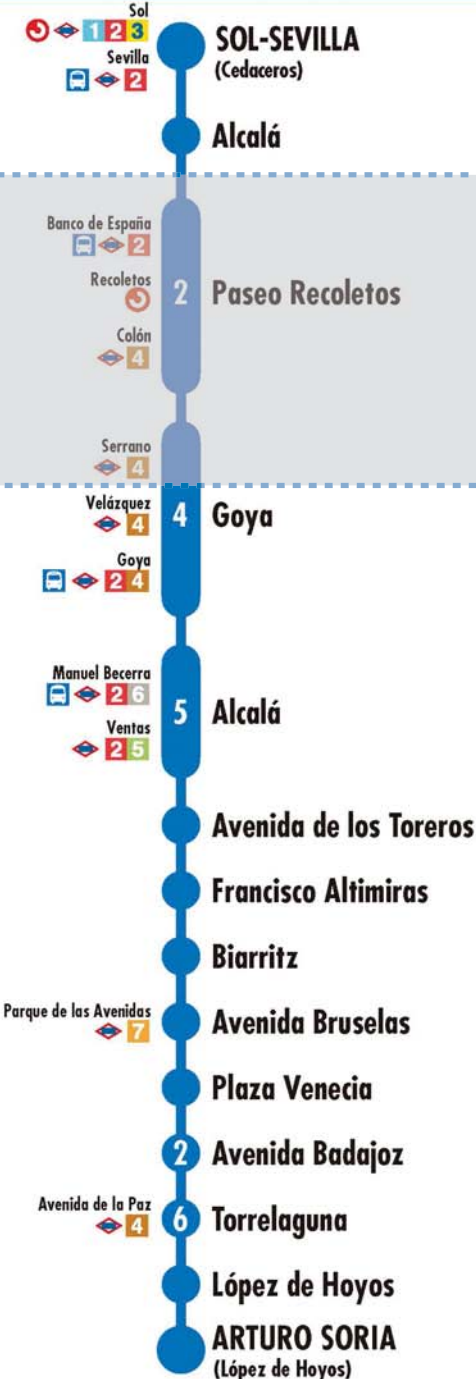 Sol
1 2 3
SOL-SEVILLA
(Cedaceros)
Sevilla
2
Alcalá
Banco de España
2
Recoletos
2 Paseo Recoletos
Colón
4
Serrano
4
Velázquez
4
4 Goya
Goya
2 4
Manuel Becerra
2 6
5 Alcalá
Ventas
2 5
Avenida de los Toreros
Francisco Altimiras
Biarritz
Parque de las Avenidas
7
Avenida Bruselas
Plaza Venecia
2 Avenida Badajoz
Avenida de la Paz
4
6 Torrelaguna
López de Hoyos
ARTURO SORIA
(López de Hoyos)